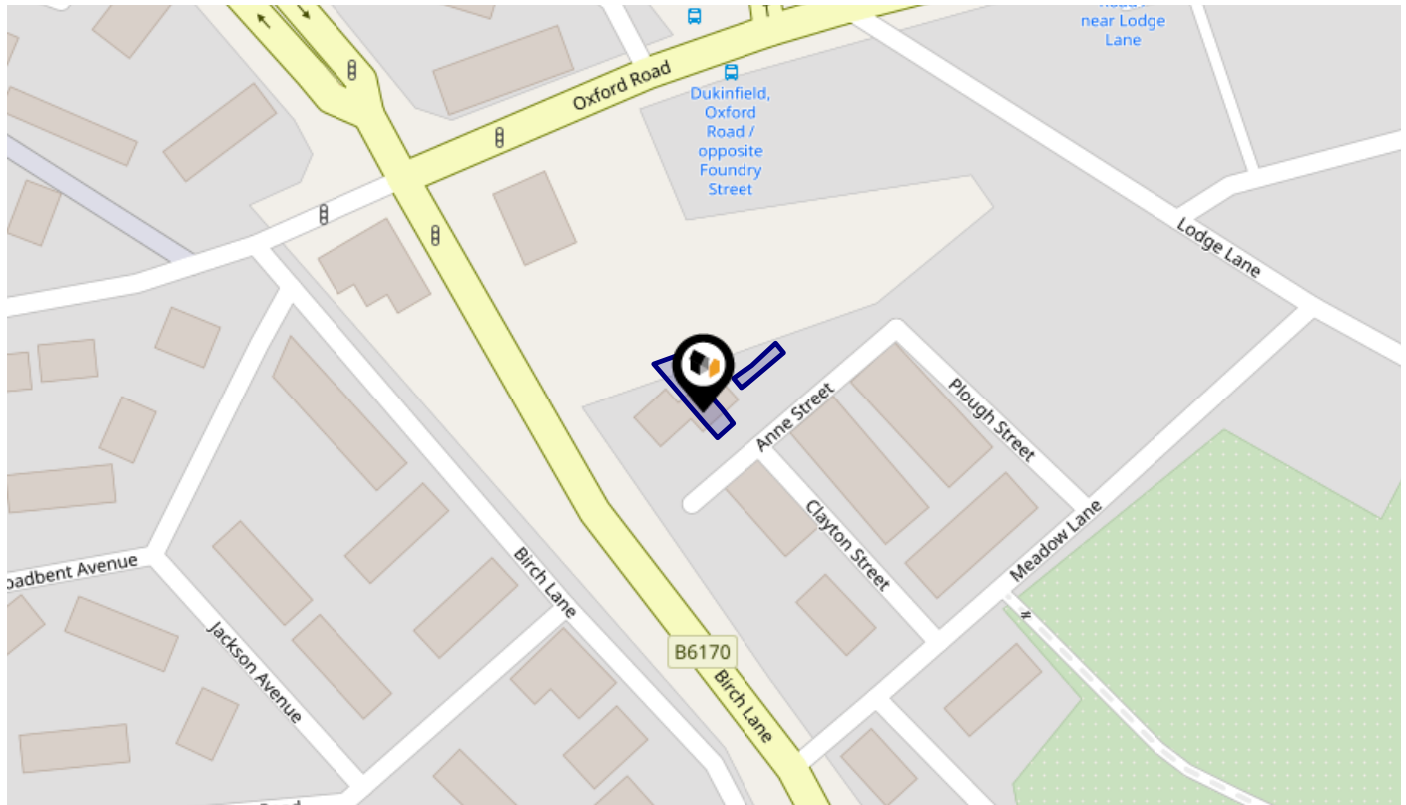 near Lodge
Lane
Oxford Road
Dukinfield,
Oxford
Road /
opposite
Foundry
Street
Lodge Lane
Anne Street
Plough Street
Clayton Street
Meadow Lane
Birch Lane
oadbent Avenue
Jackson Avenue
B6170
Birch Lane